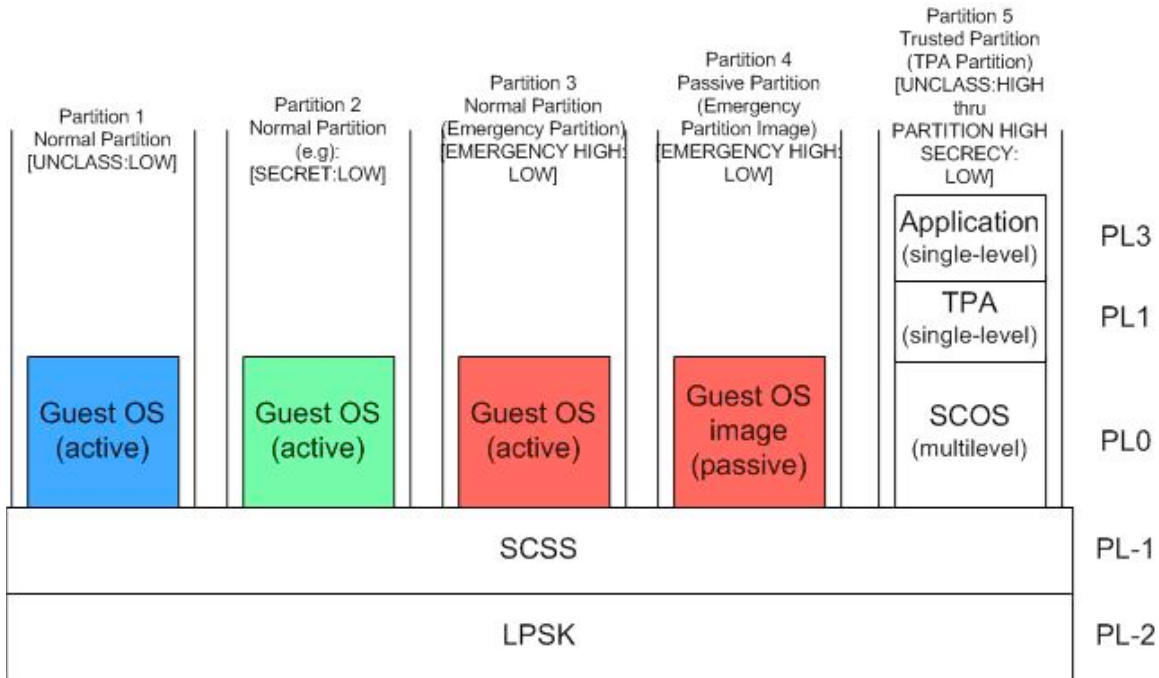 Partition 1
Normal Partition
[UNCLASS:LOW]
Partition 2
Normal Partition
(e.g):
[SECRET:LOW]
Partition 3
Normal Partition
(Emergency Partition)
[EMERGENCY HIGH:
LOW]
Partition 4
Passive Partition
(Emergency
Partition Image)
[EMERGENCY HIGH:
LOW]
Partition 5
Trusted Partition
(TPA Partition)
[UNCLASS:HIGH
thru
PARTITION HIGH
SECRECY:
LOW]
Application
(single-level)
PL3
TPA
(single-level)
PL1
Guest OS
(active)
Guest OS
(active)
Guest OS
(active)
Guest OS
image
(passive)
SCOS
(multilevel)
PL0
SCSS
PL-1
LPSK
PL-2